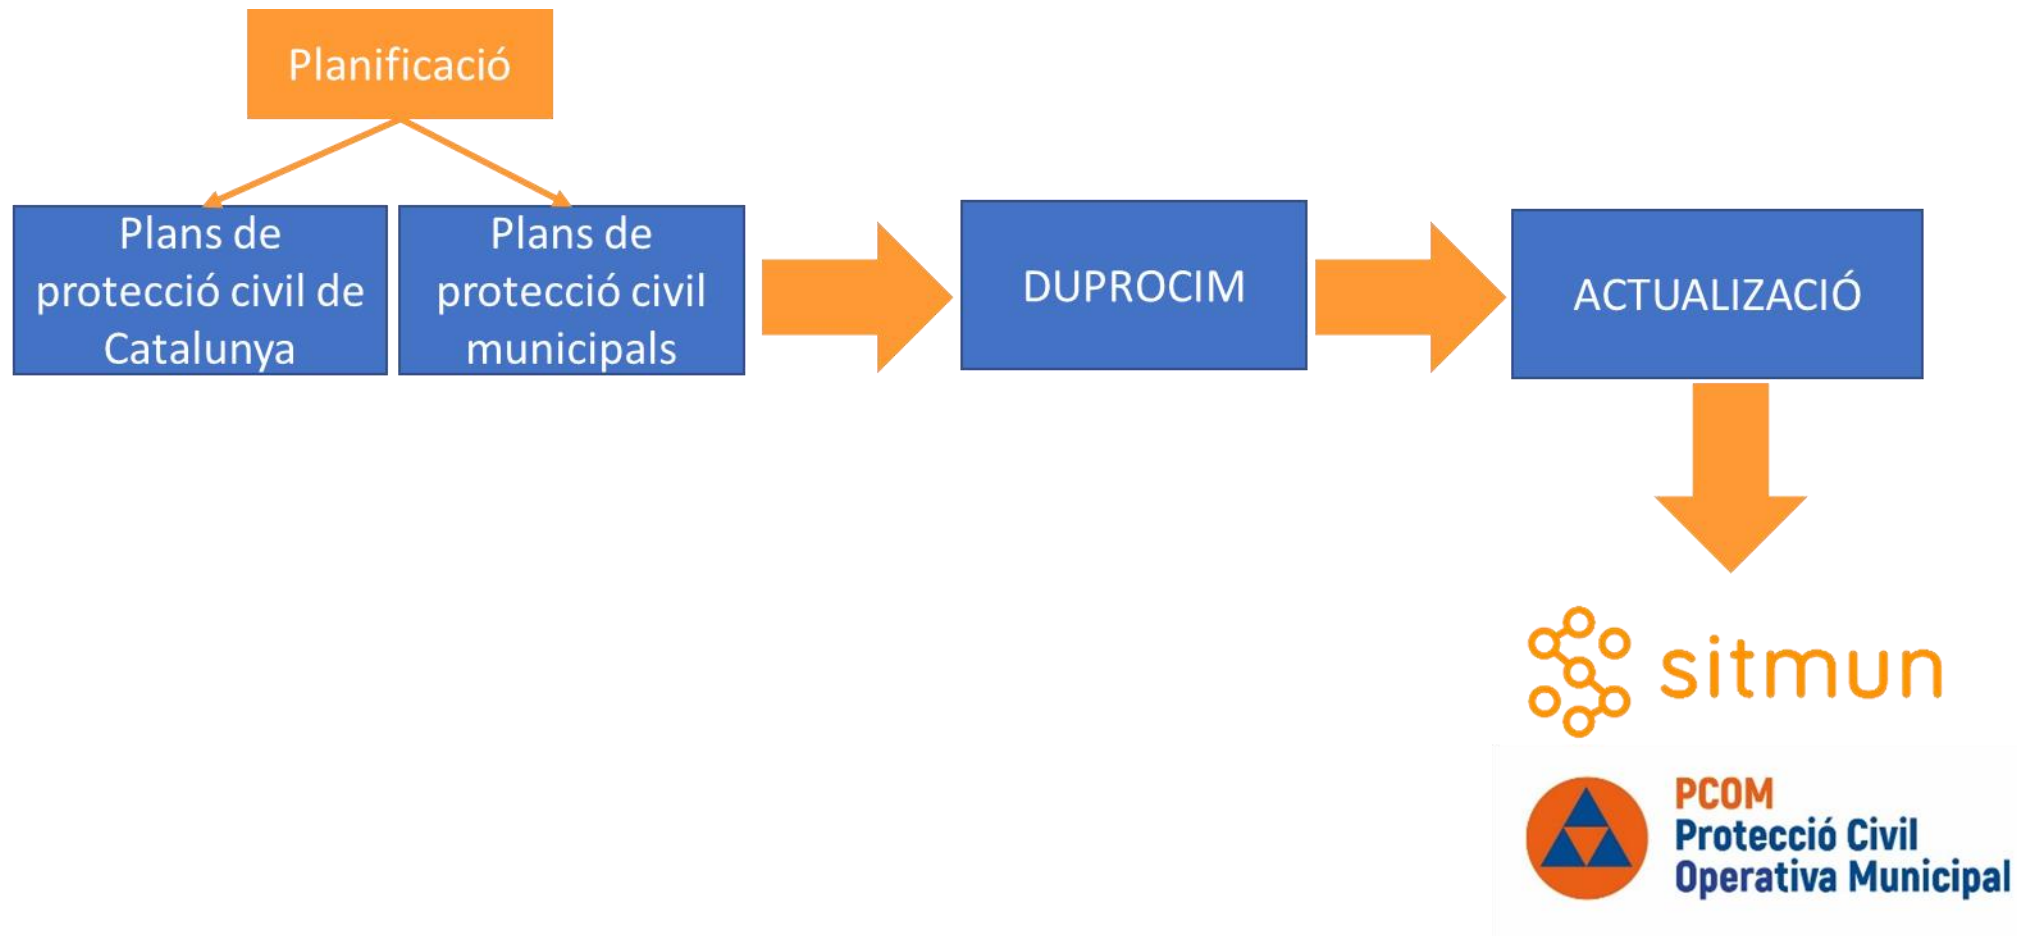 Planificació
Plans de
protecció civil de
Catalunya
Plans de
protecció civil
municipals
DUPROCIM
ACTUALIZACIÓ
sitmun
PCOM
Protecció Civil
Operativa Municipal